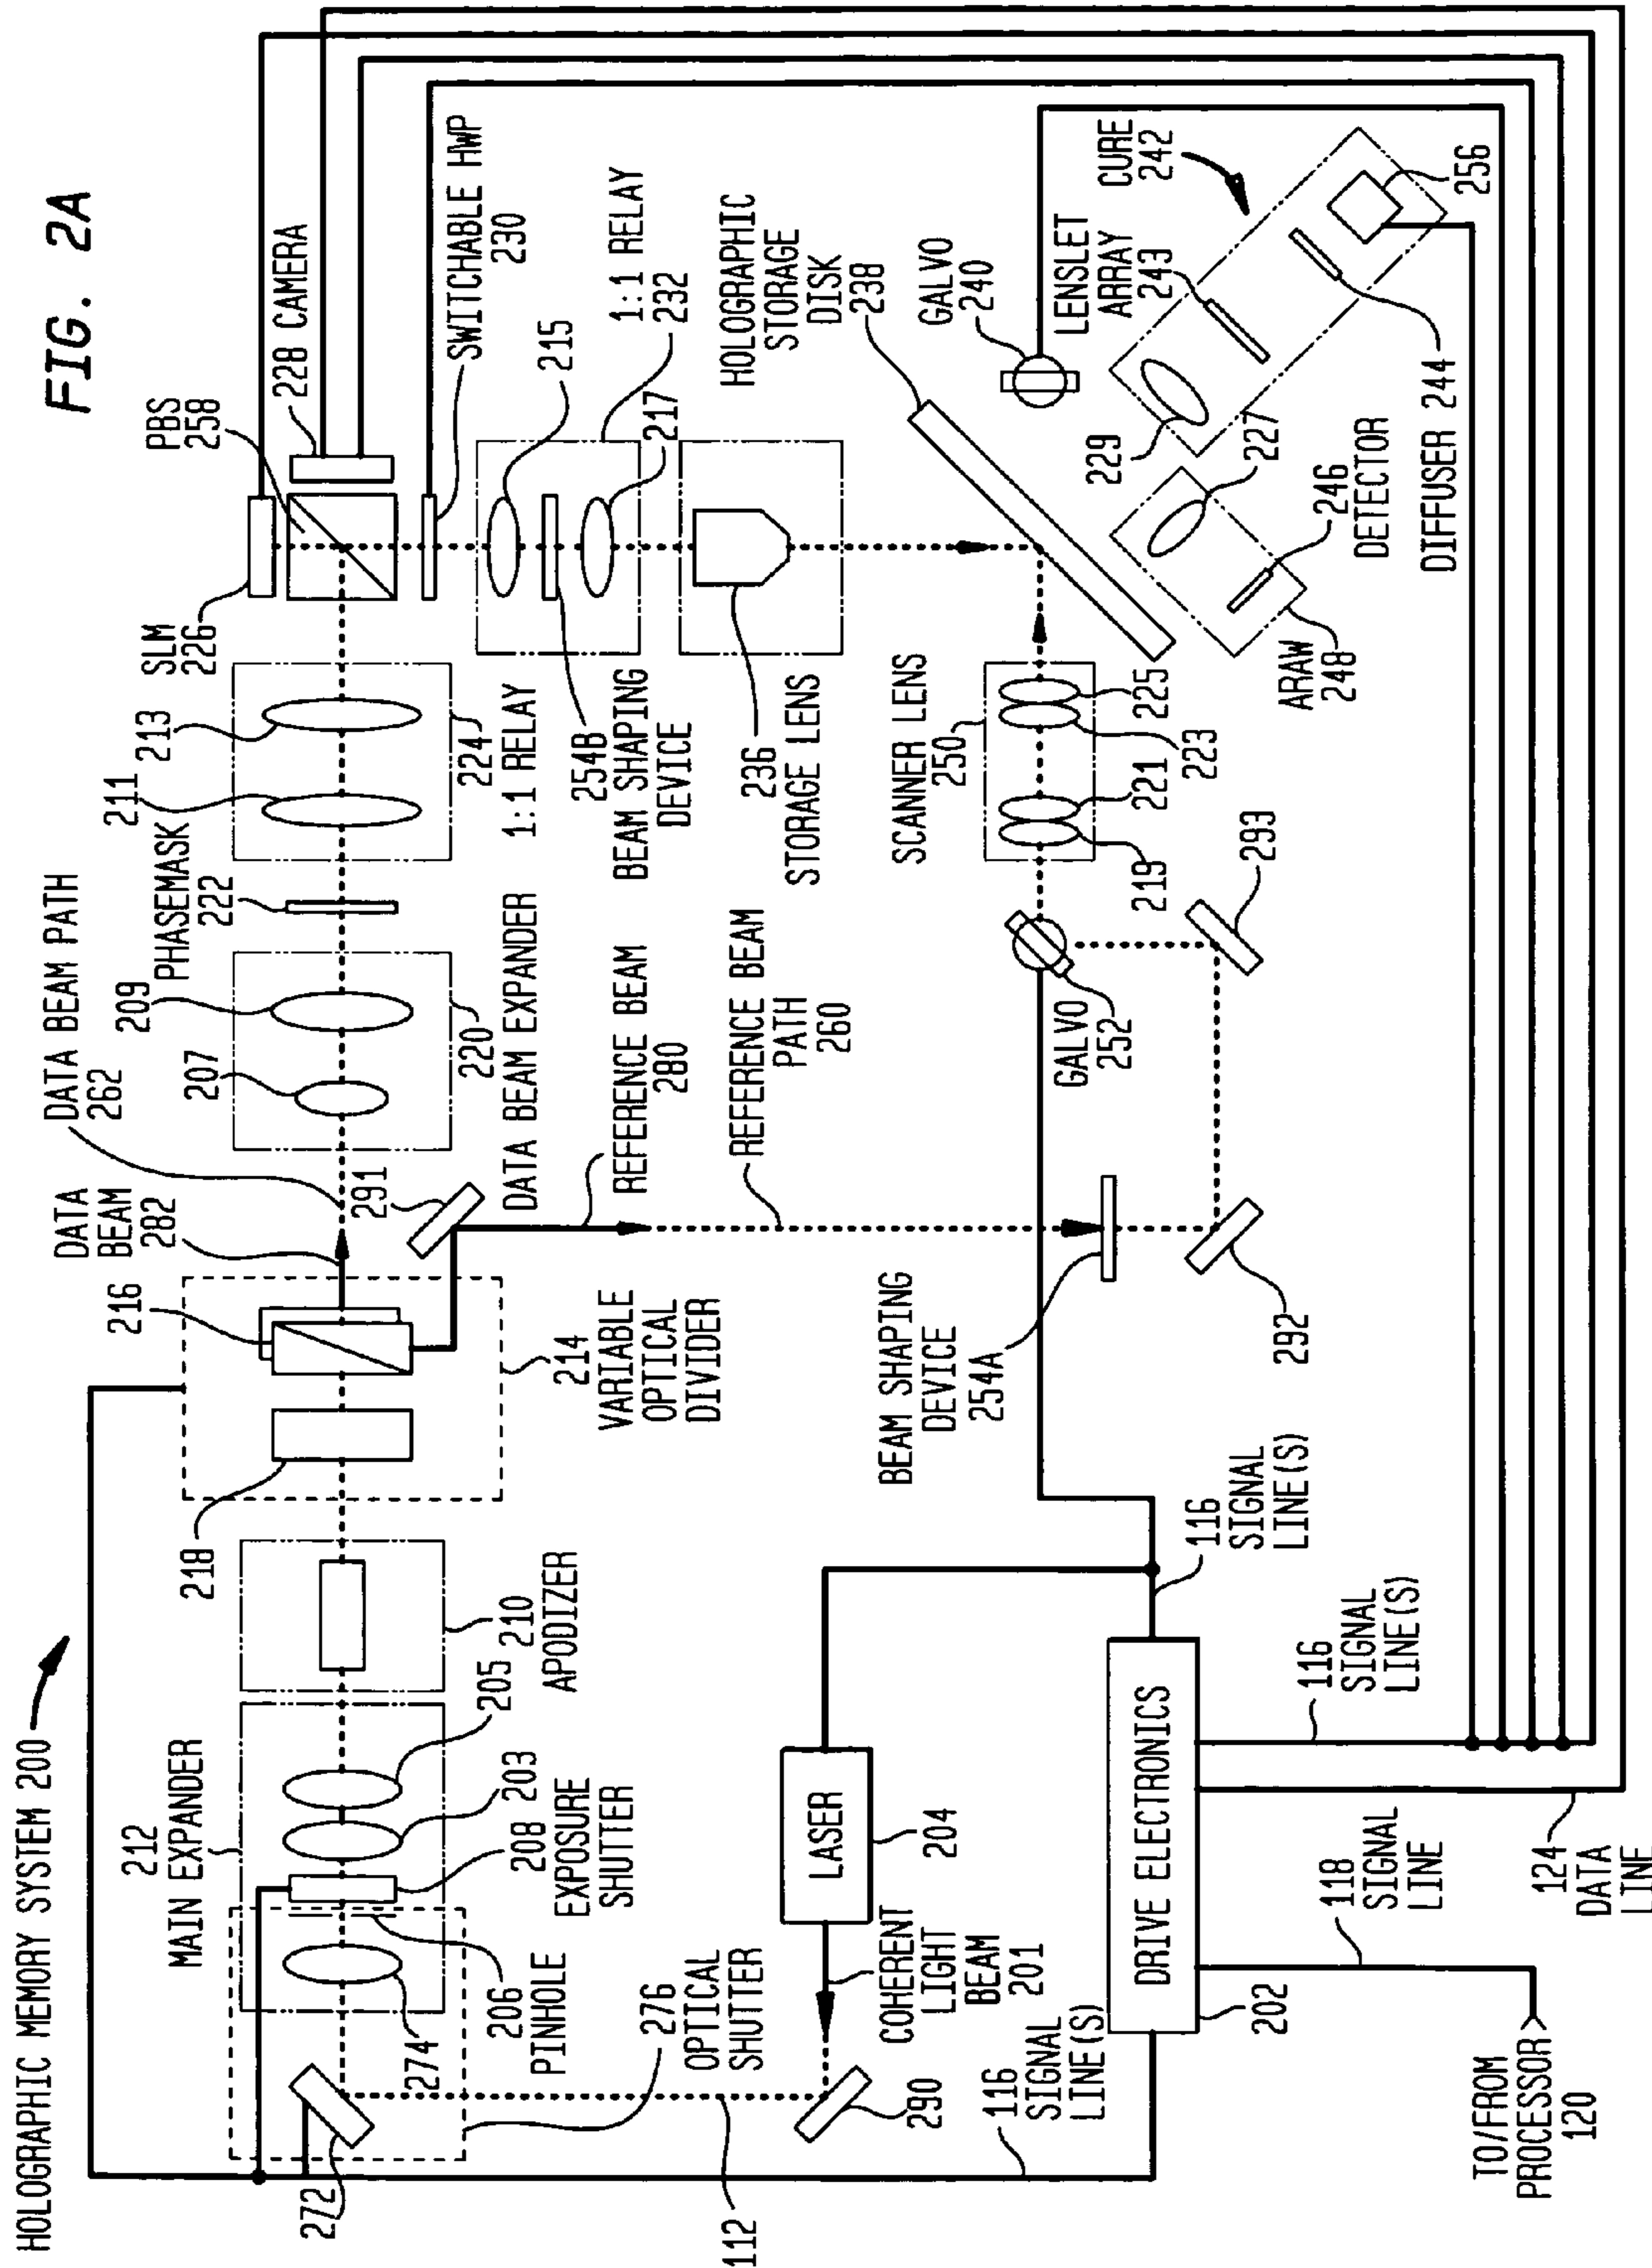 FIG. 2A
HOLOGRAPHIC MEMORY SYSTEM 200
212
MAIN EXPANDER
272
274
206
PINHOLE
276
OPTICAL
SHUTTER
208
EXPOSURE
SHUTTER
203
205
210
APODIZER
218
216
214
VARIABLE
OPTICAL
DIVIDER
DATA
BEAM
282
DATA BEAM PATH
262
291
207
209
220
DATA BEAM EXPANDER
PHASEMASK
222
211
213
224
1:1 RELAY
SLM
226
PBS
258
228 CAMERA
SWITCHABLE HWP
230
215
1:1 RELAY
232
217
254B
BEAM SHAPING
DEVICE
236
STORAGE LENS
HOLOGRAPHIC
STORAGE
DISK
238
REFERENCE BEAM
280
REFERENCE BEAM
PATH
260
BEAM SHAPING
DEVICE
254A
292
293
GALVO
252
SCANNER LENS
250
219
221
223
225
GALVO
240
LENSLET
ARRAY
243
CURE
242
229
227
256
246
DETECTOR
DIFFUSER 244
ARAW
248
112
290
COHERENT
LIGHT
BEAM
201
LASER
204
116
SIGNAL
LINE(S)
DRIVE ELECTRONICS
202
116
SIGNAL
LINE(S)
116
SIGNAL
LINE(S)
118
SIGNAL
LINE
124
DATA
LINE
TO/FROM
PROCESSOR
120